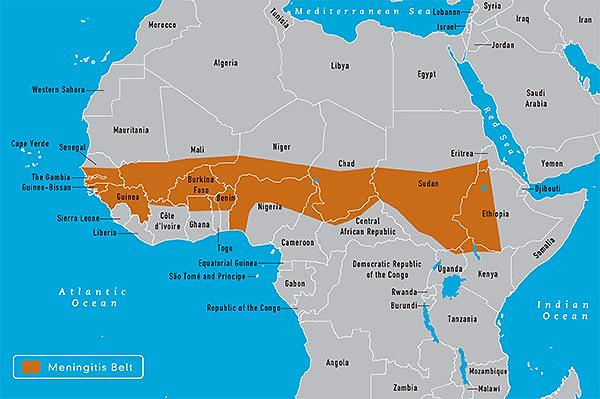 Mediterranean Sea
Lebanon
Syria
Iraq
Iran
Israel
Jordan
Tunisia
Morocco
Algeria
Libya
Egypt
Saudi
Arabia
Red Sea
Western Sahara
Mauritania
Mali
Niger
Chad
Sudan
Eritrea
Yemen
Djibouti
Cape Verde
Senegal
The Gambia
Guinea-Bissau
Guinea
Burkina
Faso
Benin
Nigeria
Ethiopia
Somalia
Sierra Leone
Liberia
Côte
d'Ivoire
Ghana
Togo
Cameroon
Central
African Republic
Equatorial Guinea
São Tomé and Príncipe
Gabon
Republic of the Congo
Democratic Republic
of the Congo
Uganda
Kenya
Rwanda
Burundi
Tanzania
Atlantic
Ocean
Indian
Ocean
Angola
Zambia
Mozambique
Malawi
Meningitis Belt